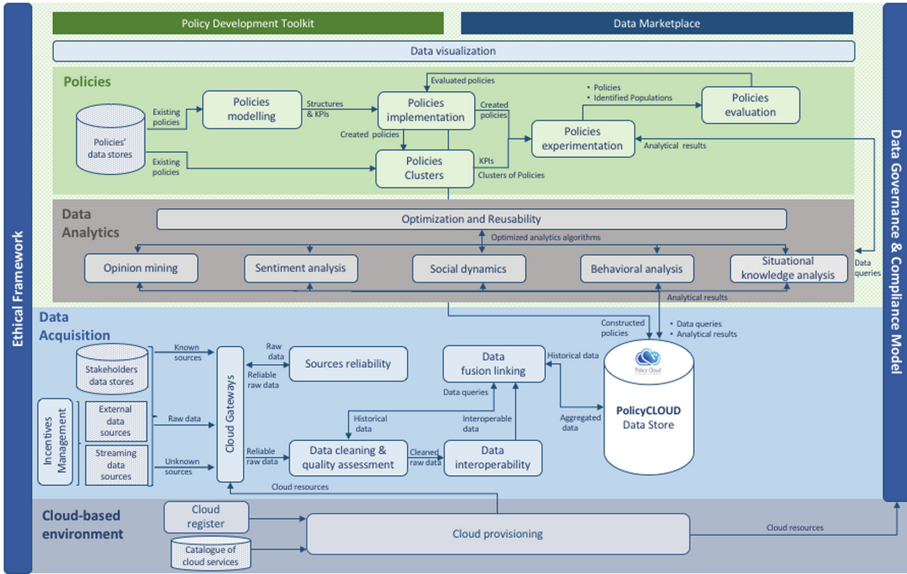 Policy Development Toolkit
Data Marketplace
Data visualization
Policies
Policies'
data stores
Existing
policies
Existing
policies
Policies
modelling
Structures
& KPIs
Evaluated policies
Policies
implementation
Created policies
Created
policies
Policies
Clusters
KPIs
Clusters of Policies
• Policies
• Identified Populations
Policies
experimentation
Policies
evaluation
Analytical results
Data
Analytics
Optimization and Reusability
Optimized analytics algorithms
Opinion mining
Sentiment analysis
Social dynamics
Behavioral analysis
Situational
knowledge analysis
Data
queries
Analytical results
Data
Acquisition
Constructed
policies
• Data queries
• Analytical results
Stakeholders
data stores
External
data
sources
Streaming
data
sources
Incentives
Management
Known
sources
Raw data
Unknown
sources
Cloud Gateways
Raw
data
Reliable
raw data
Sources reliability
Reliable
raw data
Data cleaning &
quality assessment
Historical
data
Data queries
Cleaned
raw data
Data
fusion linking
Interoperable
data
Data
interoperability
Historical data
Aggregated
data
Policy Cloud
PolicyCLOUD
Data Store
Cloud resources
Cloud-based
environment
Cloud
register
Catalogue of
cloud services
Cloud provisioning
Cloud resources
Ethical Framework
Data Governance & Compliance Model